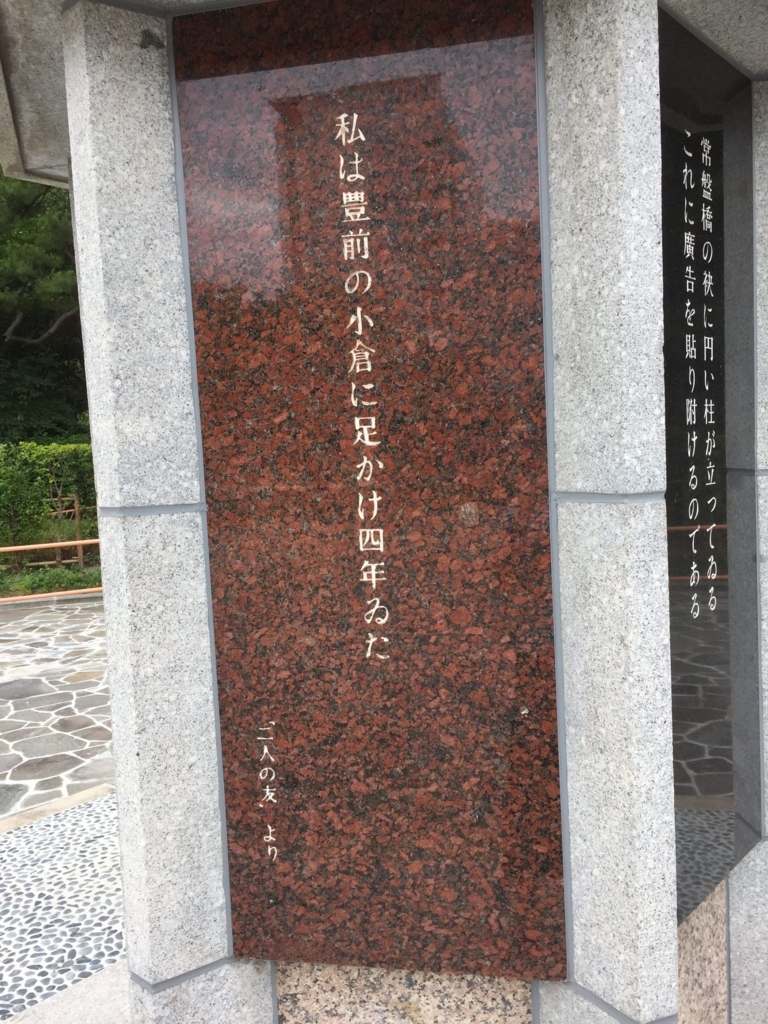 常盤橋の袂に円い柱が立つてゐる
これに廣告を貼り附けるのである
私は豊前の小倉に足かけ四年ゐた
「二人の友」より